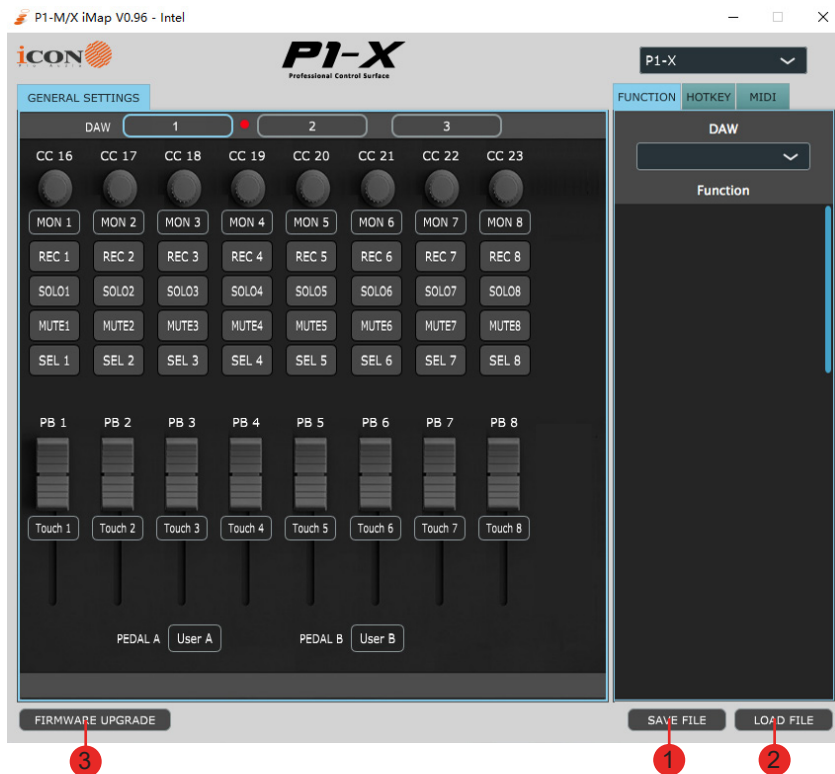 P1-M/X iMap V0.96 - Intel
icon
P1-X
Professional Control Surface
P1-X
GENERAL SETTINGS
FUNCTION HOTKEY MIDI
DAW 1 2 3
DAW
Function
CC 16 CC 17 CC 18 CC 19 CC 20 CC 21 CC 22 CC 23
MON 1 MON 2 MON 3 MON 4 MON 5 MON 6 MON 7 MON 8
REC 1 REC 2 REC 3 REC 4 REC 5 REC 6 REC 7 REC 8
SOLO1 SOLO2 SOLO3 SOLO4 SOLO5 SOLO6 SOLO7 SOLO8
MUTE1 MUTE2 MUTE3 MUTE4 MUTE5 MUTE6 MUTE7 MUTE8
SEL 1 SEL 2 SEL 3 SEL 4 SEL 5 SEL 6 SEL 7 SEL 8
PB 1 PB 2 PB 3 PB 4 PB 5 PB 6 PB 7 PB 8
Touch 1 Touch 2 Touch 3 Touch 4 Touch 5 Touch 6 Touch 7 Touch 8
PEDAL A User A PEDAL B User B
FIRMWARE UPGRADE SAVE FILE LOAD FILE
3 1 2